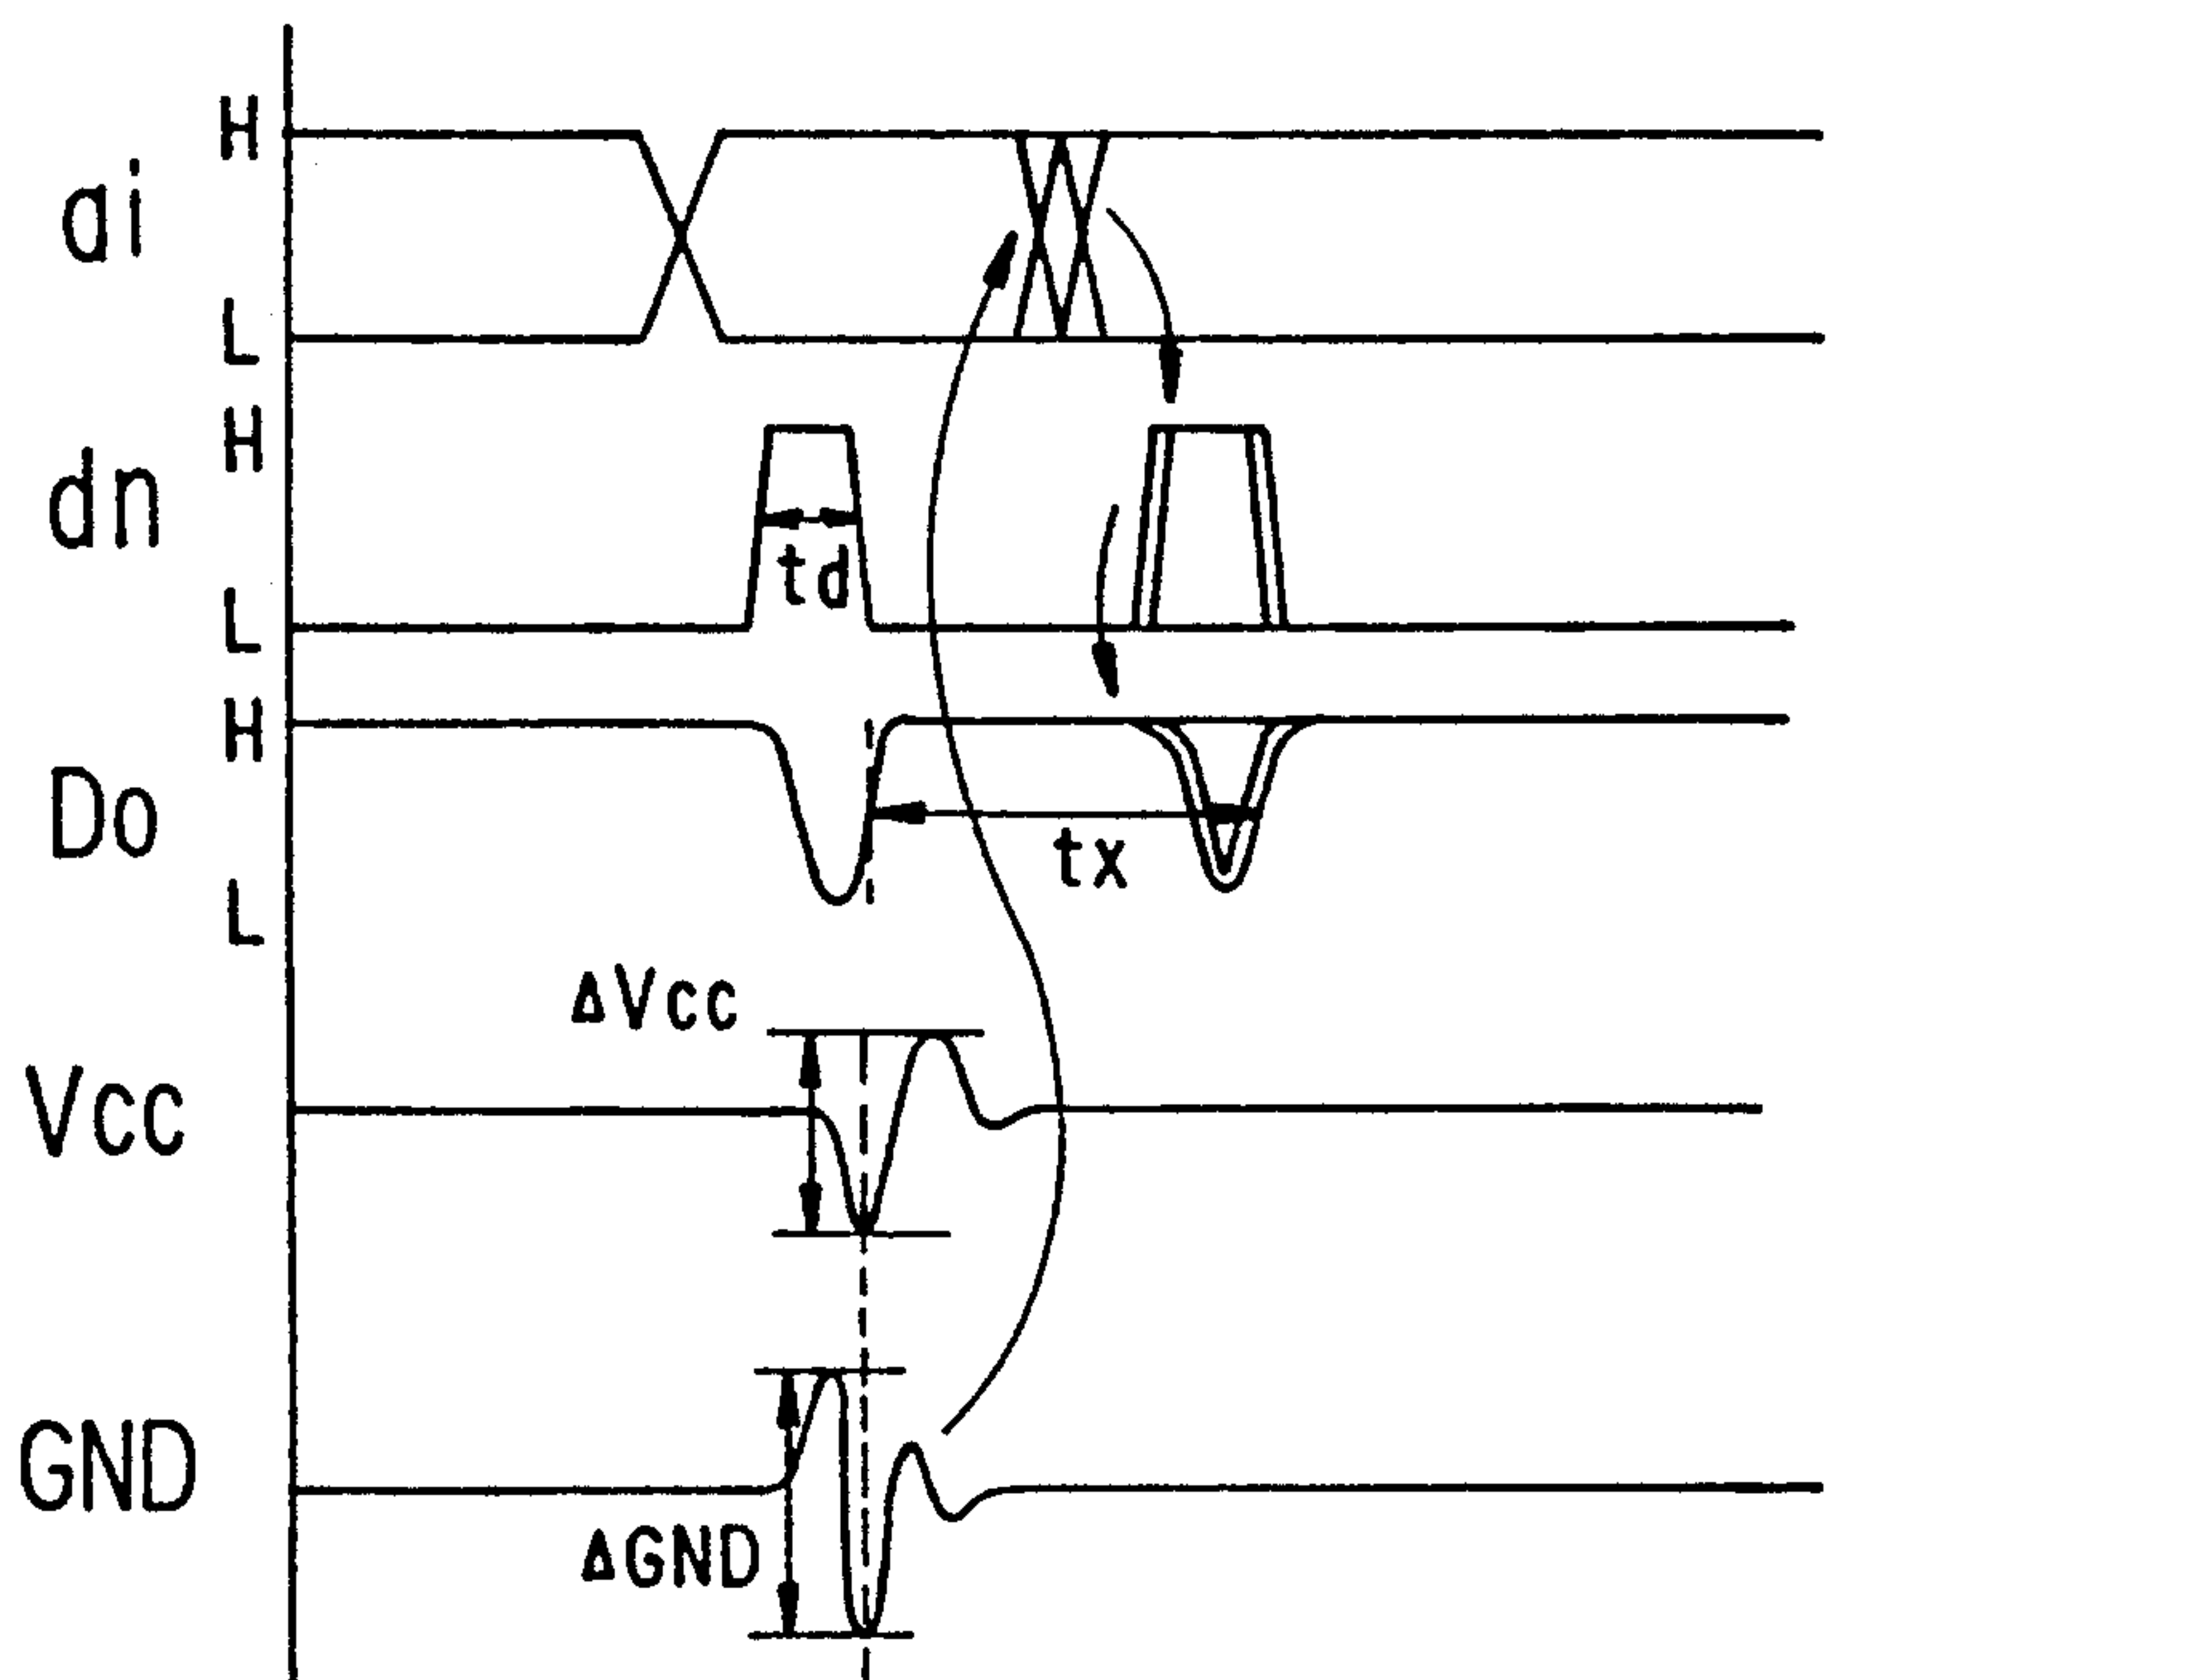 H
ai
L
H
dn
td
L
H
Do
tx
L
ΔVcc
Vcc
GND
ΔGND